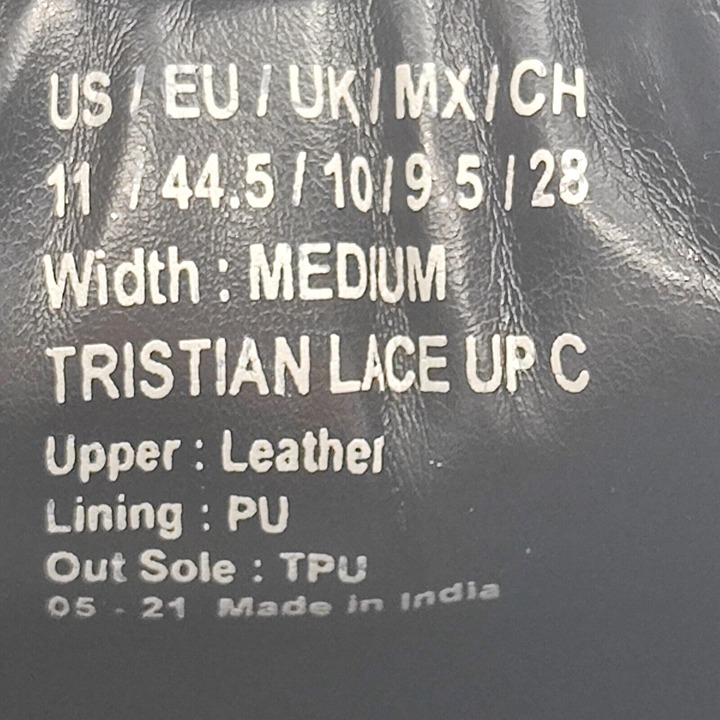 US / EU / UK / MX / CH
11 / 44.5 / 10 / 9.5 / 28
Width : MEDIUM
TRISTIAN LACE UP C
Upper : Leather
Lining : PU
Out Sole : TPU
05 - 21 Made in India